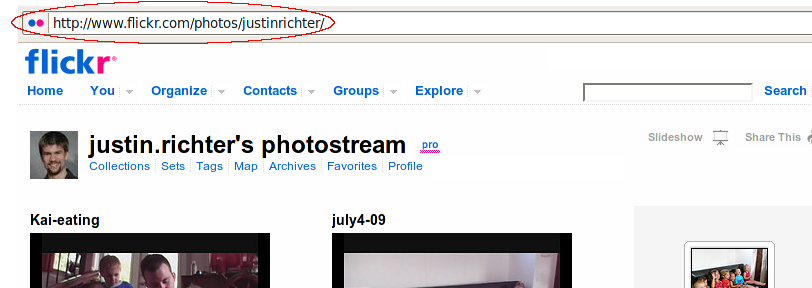 http://www.flickr.com/photos/justinrichter/
flickr®
Home You Organize Contacts Groups Explore Search
justin.richter's photostream pro
Slideshow Share This
Collections Sets Tags Map Archives Favorites Profile
Kai-eating july4-09